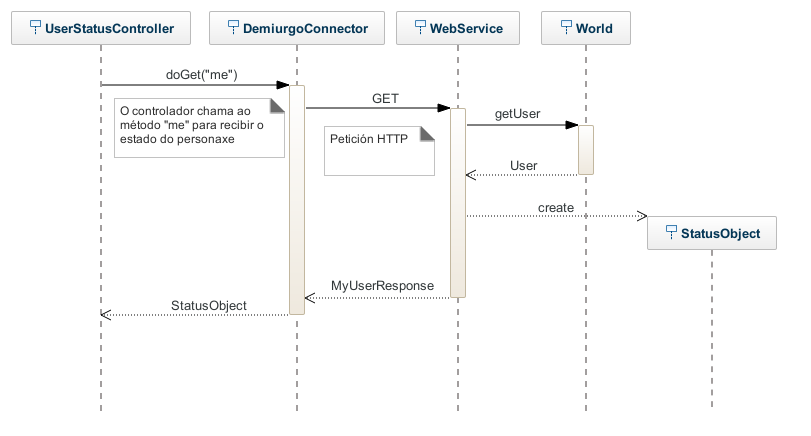 UserStatusController
DemiurgoConnector
WebService
World
doGet("me")
O controlador chama ao
método "me" para recibir o
estado do personaxe
GET
Petición HTTP
getUser
User
create
StatusObject
MyUserResponse
StatusObject